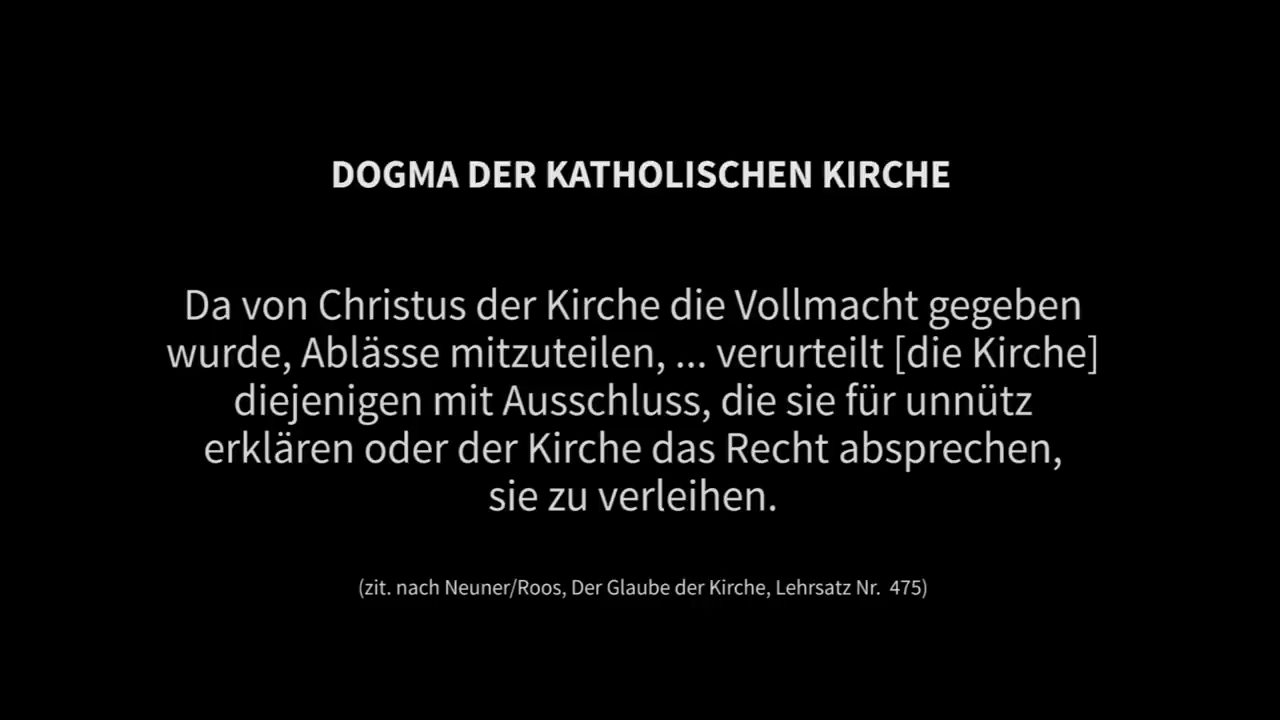 DOGMA DER KATHOLISCHEN KIRCHE
Da von Christus der Kirche die Vollmacht gegeben
wurde, Ablässe mitzuteilen, ... verurteilt [die Kirche]
diejenigen mit Ausschluss, die sie für unnütz
erklären oder der Kirche das Recht absprechen,
sie zu verleihen.
(zit. nach Neuner/Roos, Der Glaube der Kirche, Lehrsatz Nr.  475)